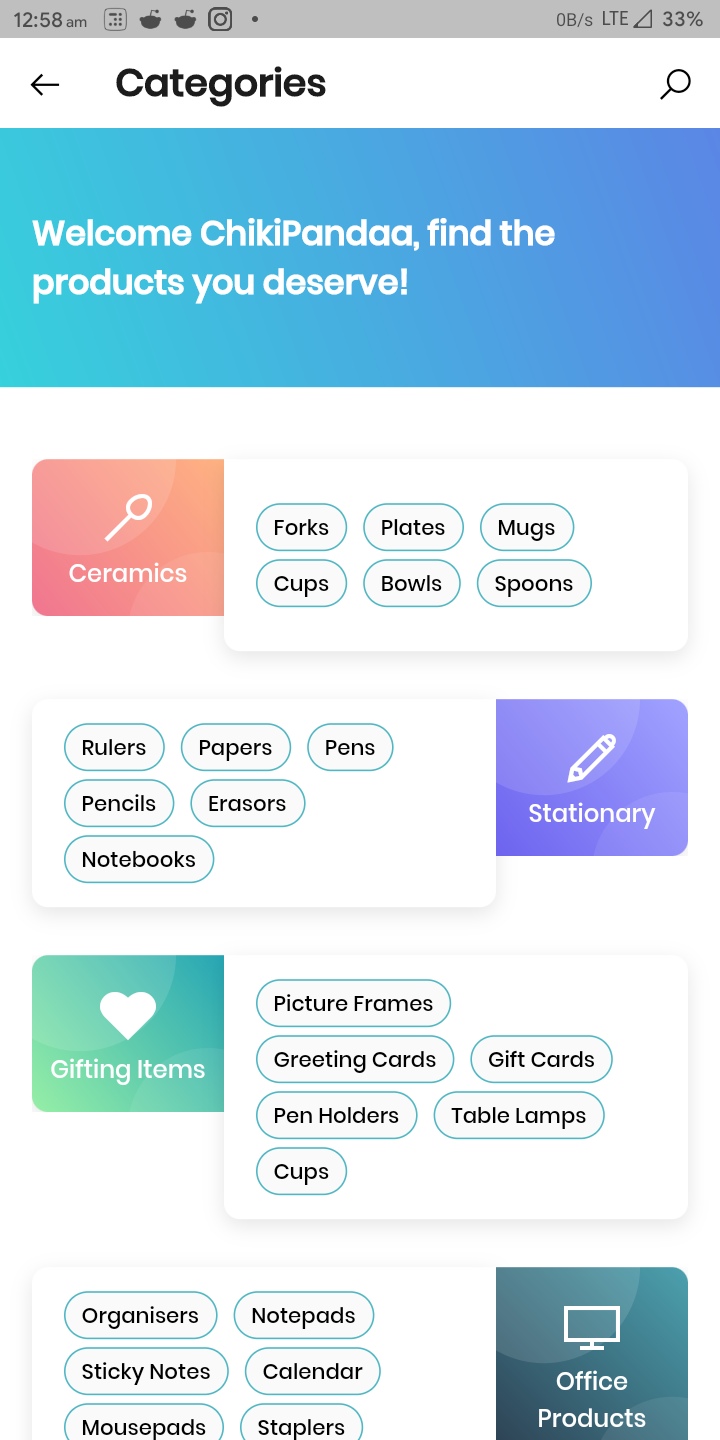 12:58 am 0B/s LTE 33%
Categories
Welcome ChikiPandaa, find the
products you deserve!
Ceramics
Forks Plates Mugs
Cups Bowls Spoons
Rulers Papers Pens
Pencils Erasors
Notebooks
Stationary
Gifting Items
Picture Frames
Greeting Cards Gift Cards
Pen Holders Table Lamps
Cups
Organisers Notepads
Sticky Notes Calendar
Mousepads Staplers
Office
Products